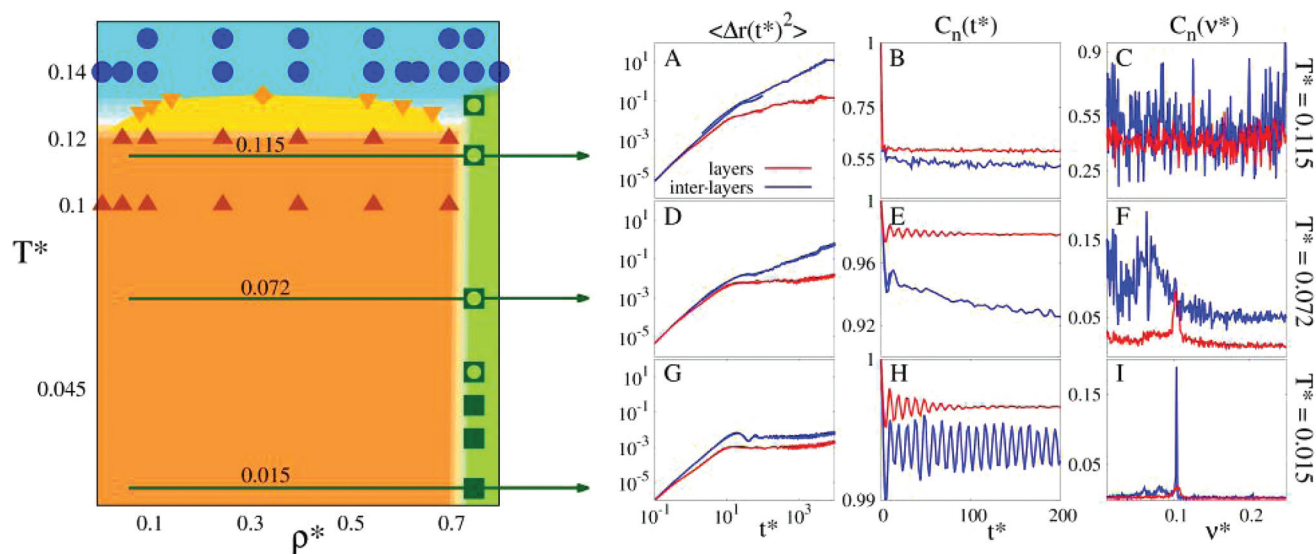 <Δr(t*)²> Cₙ(t*) Cₙ(ν*)
0.14
0.12
0.1
T*
0.045
0.115
0.072
0.015
0.1 0.3 0.5 0.7
ρ*
A
10¹
10⁻¹
10⁻³
10⁻⁵
layers
inter-layers
B
1
0.75
0.55
C
0.9
0.5
0.25
T* = 0.115
D
10¹
10⁻¹
10⁻³
10⁻⁵
E
1
0.96
0.92
F
0.15
0.05
T* = 0.072
G
10¹
10⁻¹
10⁻³
10⁻⁵
10⁻¹ 10¹ 10³
t*
H
1
0.99
0 100 200
t*
I
0.15
0.05
0.1 0.2
ν*
T* = 0.015